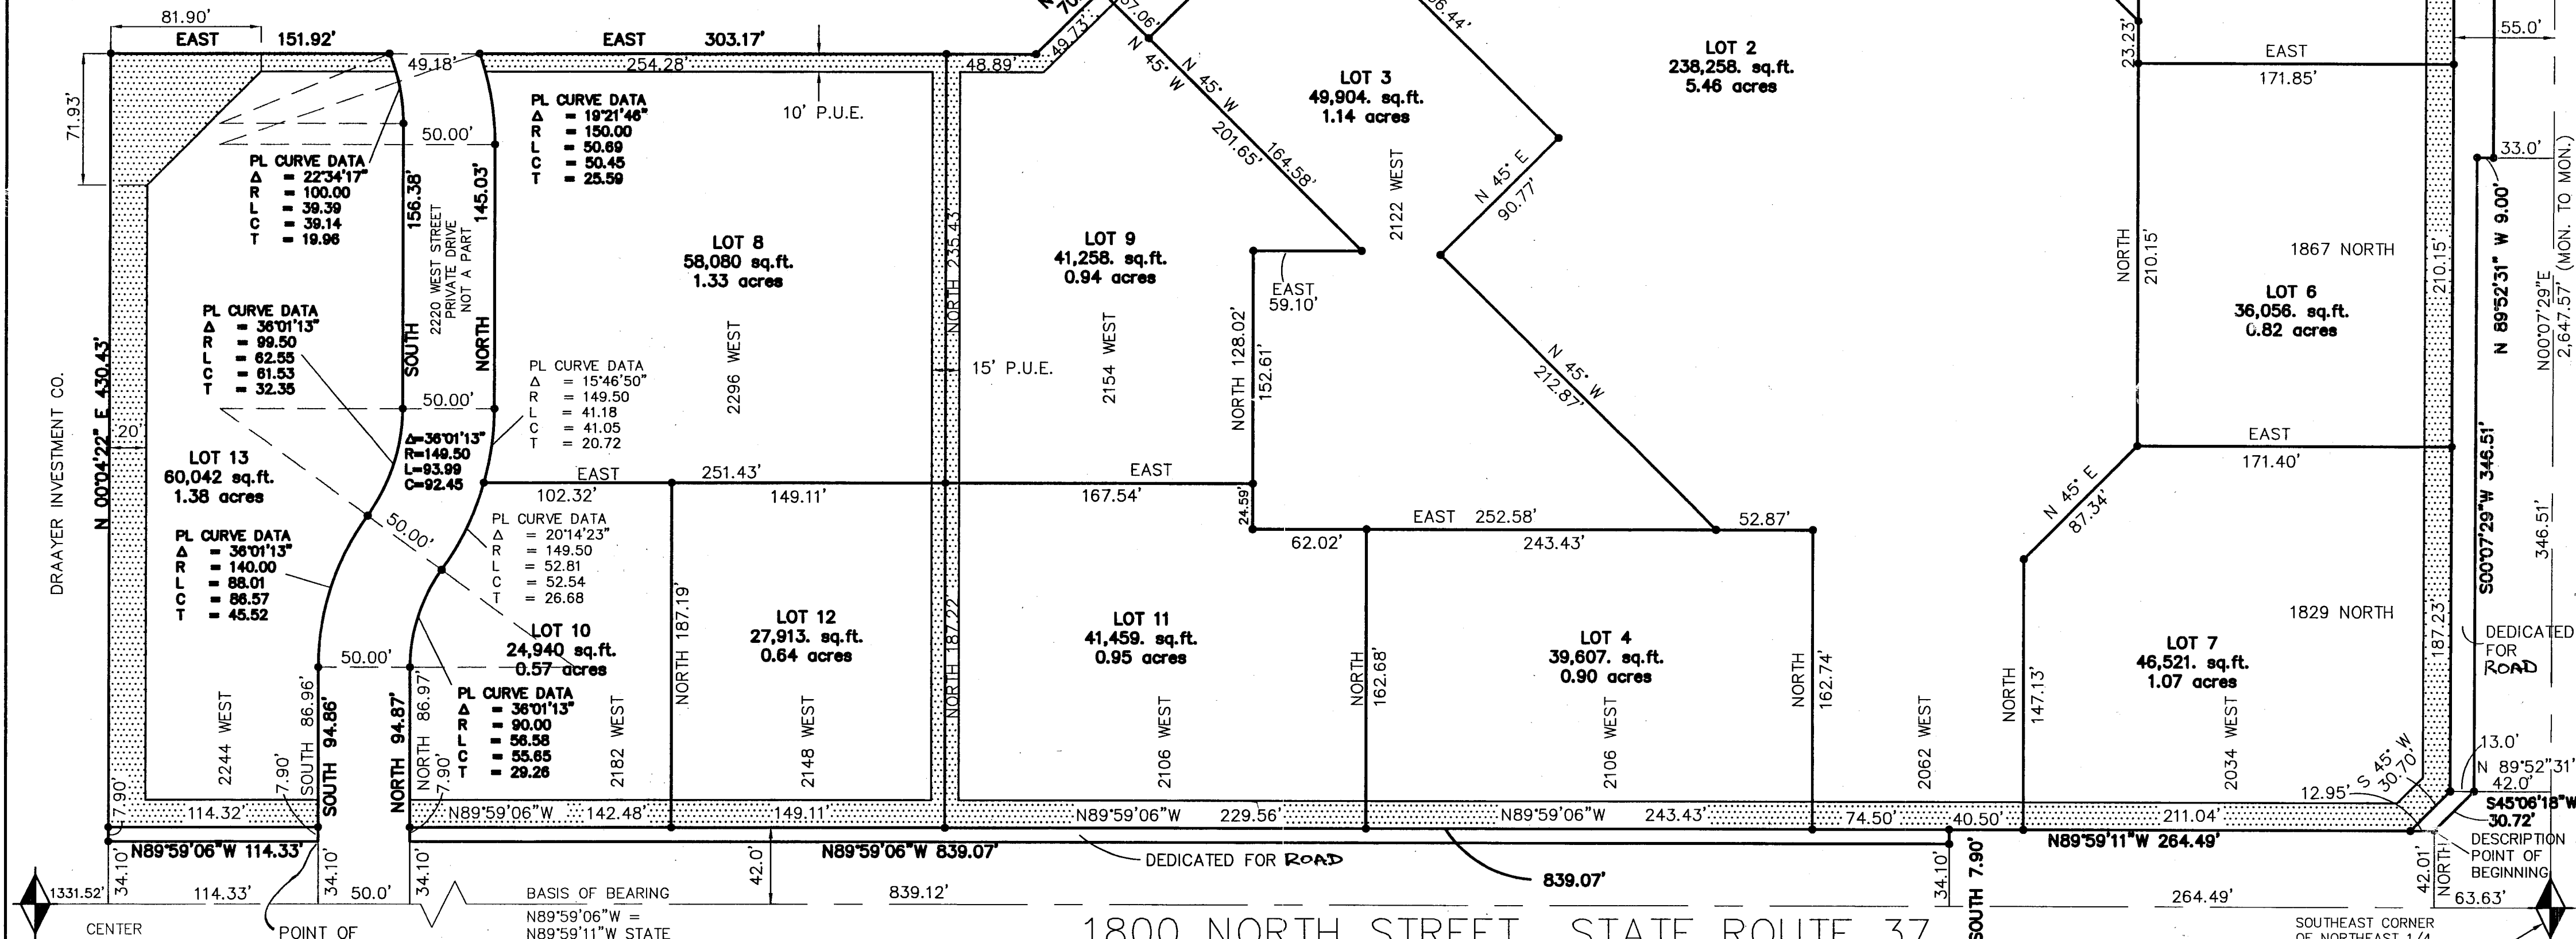 81.90'
EAST 151.92'
49.18'
EAST 303.17'
254.28'
48.89'
49.73'
71.93'
10' P.U.E.
PL CURVE DATA
Δ = 19°21'46"
R = 150.00
L = 50.69
C = 50.45
T = 25.59
PL CURVE DATA
Δ = 22°34'17"
R = 100.00
L = 39.39
C = 39.14
T = 19.96
50.00'
156.38'
SOUTH
2220 WEST STREET
PRIVATE DRIVE
NOT A PART
145.03'
NORTH
PL CURVE DATA
Δ = 36°01'13"
R = 99.50
L = 62.55
C = 61.53
T = 32.35
50.00'
Δ=36°01'13"
R=149.50
L=93.99
C=92.45
PL CURVE DATA
Δ = 15°46'50"
R = 149.50
L = 41.18
C = 41.05
T = 20.72
DRAAYER INVESTMENT CO.
N 00°04'22" E 430.43'
20'
LOT 13
60,042 sq.ft.
1.38 acres
PL CURVE DATA
Δ = 36°01'13"
R = 140.00
L = 88.01
C = 86.57
T = 45.52
50.00'
PL CURVE DATA
Δ = 20°14'23"
R = 149.50
L = 52.81
C = 52.54
T = 26.68
50.00'
LOT 10
24,940 sq.ft.
0.57 acres
PL CURVE DATA
Δ = 36°01'13"
R = 90.00
L = 56.58
C = 55.65
T = 29.26
2244 WEST
SOUTH 86.96'
SOUTH 94.86'
NORTH 94.87'
NORTH 86.97'
7.90'
7.90'
7.90'
2182 WEST
LOT 8
58,080 sq.ft.
1.33 acres
2296 WEST
NORTH 235.43'
EAST 251.43'
102.32'
149.11'
NORTH 187.19'
LOT 12
27,913. sq.ft.
0.64 acres
2148 WEST
NORTH 187.22'
15' P.U.E.
LOT 9
41,258. sq.ft.
0.94 acres
2154 WEST
EAST
167.54'
24.59'
NORTH 128.02'
152.61'
EAST
59.10'
N 45° W
N 45° W
201.65'
164.58'
LOT 3
49,904. sq.ft.
1.14 acres
2122 WEST
N 45° E
90.77'
N 45° W
212.87'
LOT 2
238,258. sq.ft.
5.46 acres
EAST 252.58'
62.02'
243.43'
52.87'
LOT 11
41,459. sq.ft.
0.95 acres
2106 WEST
NORTH
162.68'
LOT 4
39,607. sq.ft.
0.90 acres
2106 WEST
NORTH
162.74'
2062 WEST
23.23'
EAST
171.85'
NORTH
210.15'
1867 NORTH
LOT 6
36,056. sq.ft.
0.82 acres
210.15'
EAST
171.40'
N 45° E
87.34'
NORTH
147.13'
1829 NORTH
LOT 7
46,521. sq.ft.
1.07 acres
2034 WEST
187.23'
55.0'
33.0'
N 89°52'31" W 9.00'
N00°07'29"E
2,647.57' (MON. TO MON.)
S00°07'29"W 346.51'
346.51'
DEDICATED
FOR
ROAD
S 45° W
30.70'
12.95'
13.0'
N 89°52'31"
42.0'
S45°06'18"W
30.72'
DESCRIPTION
POINT OF
BEGINNING
114.32'
N89°59'06"W 142.48'
149.11'
N89°59'06"W 229.56'
N89°59'06"W 243.43'
74.50'
40.50'
211.04'
N89°59'06"W 114.33'
N89°59'06"W 839.07'
DEDICATED FOR ROAD
839.07'
N89°59'11"W 264.49'
34.10'
34.10'
34.10'
42.0'
34.10'
SOUTH 7.90'
42.01'
NORTH
1331.52'
114.33'
50.0'
BASIS OF BEARING
839.12'
264.49'
63.63'
CENTER
POINT OF
N89°59'06"W =
N89°59'11"W STATE
1800 NORTH STREET STATE ROUTE 37
SOUTHEAST CORNER
OF NORTHEAST 1/4